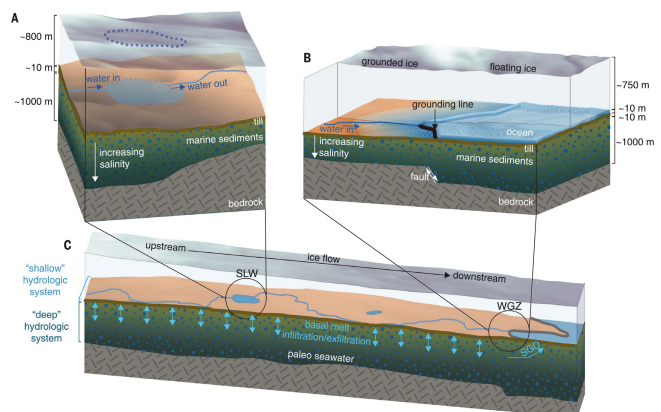 A
~800 m
~10 m
~1000 m
water in
water out
till
marine sediments
increasing
salinity
bedrock
B
grounded ice
floating ice
~750 m
grounding line
~10 m
~10 m
water in
ocean
till
increasing
salinity
marine sediments
~1000 m
fault
bedrock
C
upstream
ice flow
downstream
"shallow"
hydrologic
system
SLW
WGZ
"deep"
hydrologic
system
basal melt
infiltration/exfiltration
SGD
paleo seawater